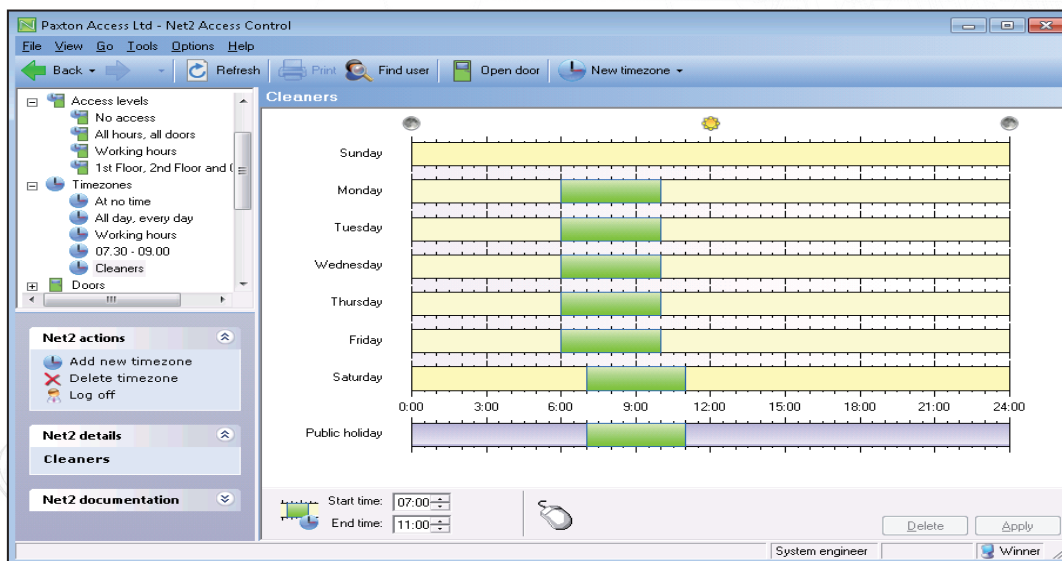 Paxton Access Ltd - Net2 Access Control
File View Go Tools Options Help
Back Refresh Print Find user Open door New timezone
Access levels
No access
All hours, all doors
Working hours
1st Floor, 2nd Floor and
Timezones
At no time
All day, every day
Working hours
07.30 - 09.00
Cleaners
Doors
Net2 actions
Add new timezone
Delete timezone
Log off
Net2 details
Cleaners
Net2 documentation
Cleaners
Sunday
Monday
Tuesday
Wednesday
Thursday
Friday
Saturday
0:00 3:00 6:00 9:00 12:00 15:00 18:00 21:00 24:00
Public holiday
Start time: 07:00
End time: 11:00
Delete Apply
System engineer Winner